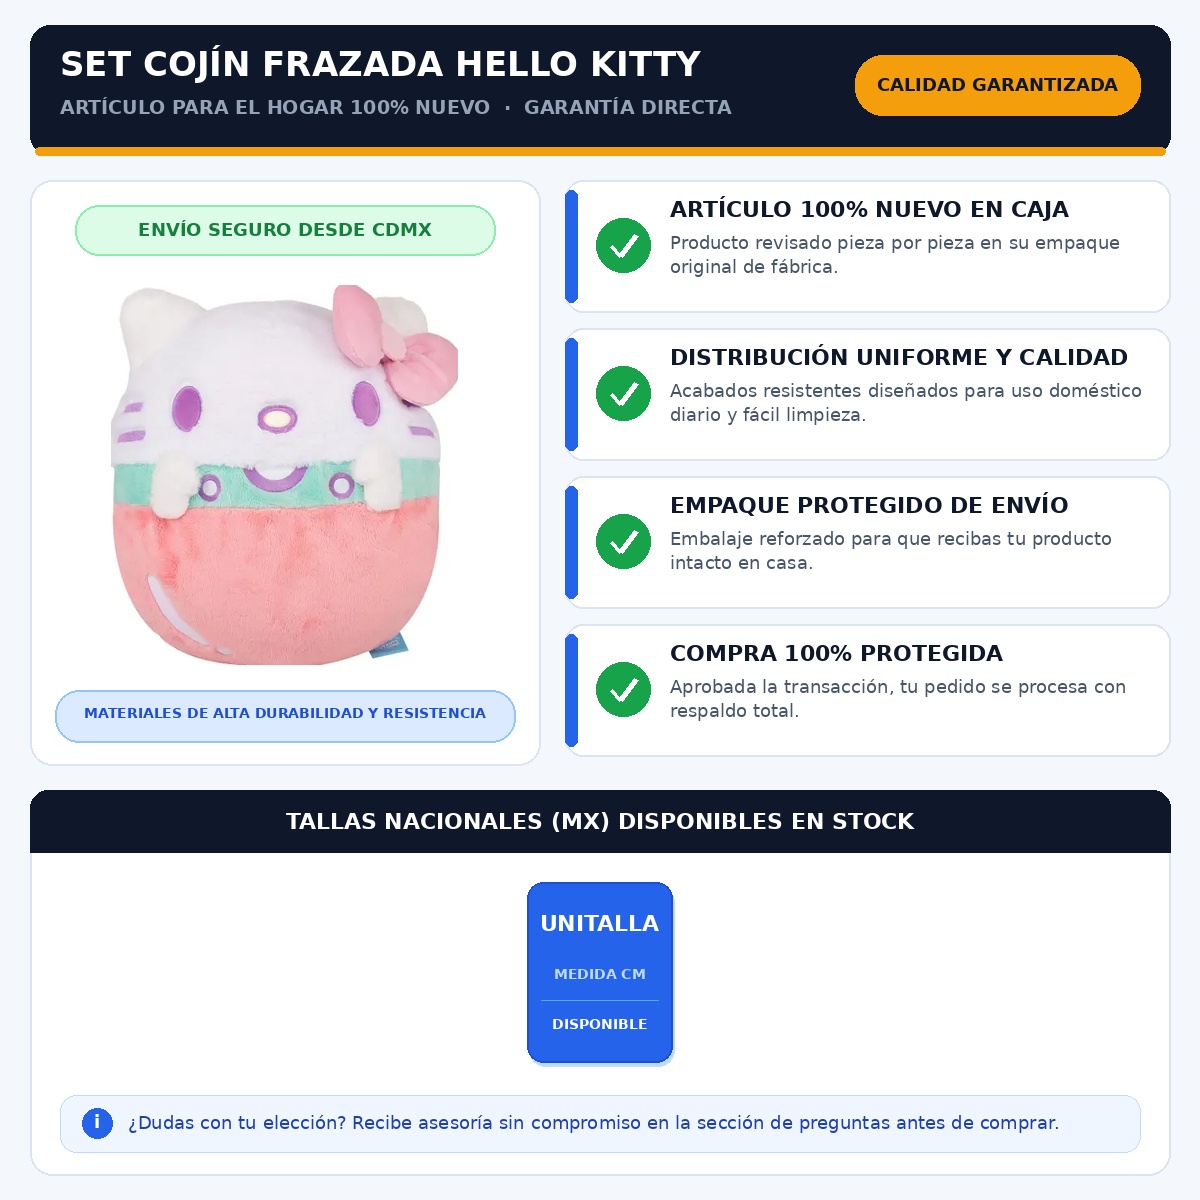 SET COJÍN FRAZADA HELLO KITTY
ARTÍCULO PARA EL HOGAR 100% NUEVO · GARANTÍA DIRECTA
CALIDAD GARANTIZADA
ENVÍO SEGURO DESDE CDMX
MATERIALES DE ALTA DURABILIDAD Y RESISTENCIA
ARTÍCULO 100% NUEVO EN CAJA
Producto revisado pieza por pieza en su empaque
original de fábrica.
DISTRIBUCIÓN UNIFORME Y CALIDAD
Acabados resistentes diseñados para uso doméstico
diario y fácil limpieza.
EMPAQUE PROTEGIDO DE ENVÍO
Embalaje reforzado para que recibas tu producto
intacto en casa.
COMPRA 100% PROTEGIDA
Aprobada la transacción, tu pedido se procesa con
respaldo total.
TALLAS NACIONALES (MX) DISPONIBLES EN STOCK
UNITALLA
MEDIDA CM
DISPONIBLE
i ¿Dudas con tu elección? Recibe asesoría sin compromiso en la sección de preguntas antes de comprar.